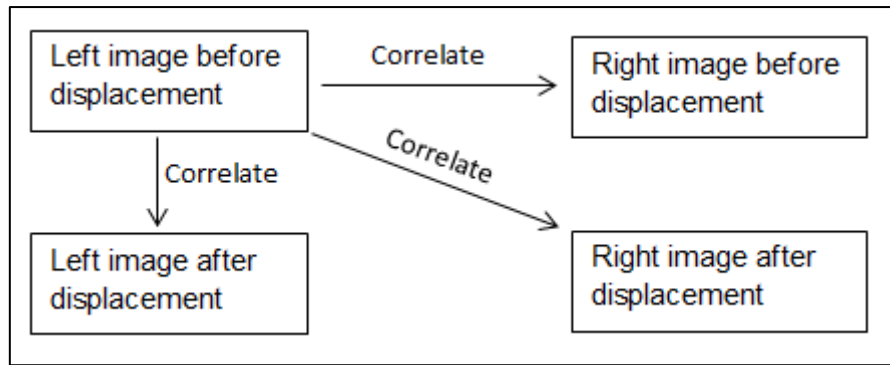 Left image before
displacement
Correlate
Right image before
displacement
Correlate
Correlate
Left image after
displacement
Right image after
displacement